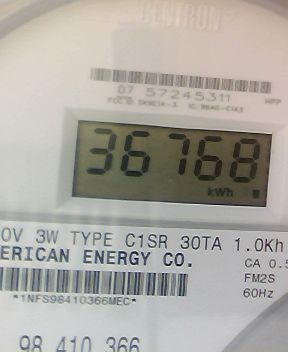 CENTRON
07 57245311
36768
kWh
0V 3W TYPE C1SR 30TA 1.0Kh
ERICAN ENERGY CO.
CA 0.5
FM2S
60Hz
*1NFS98410366MEC*
98 410 366